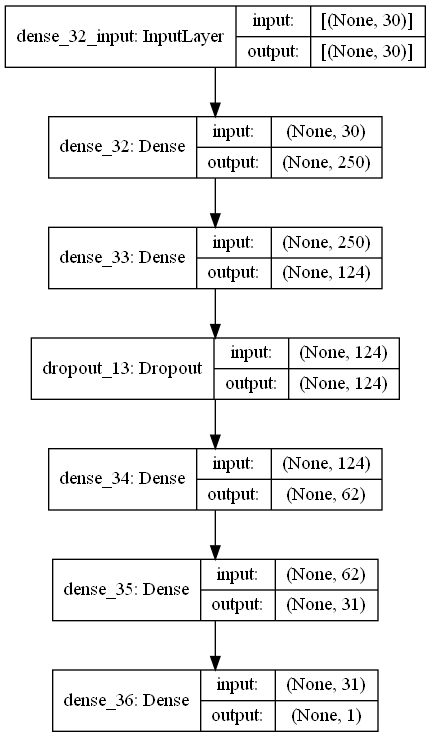 dense_32_input: InputLayer
input: [(None, 30)]
output: [(None, 30)]
dense_32: Dense
input: (None, 30)
output: (None, 250)
dense_33: Dense
input: (None, 250)
output: (None, 124)
dropout_13: Dropout
input: (None, 124)
output: (None, 124)
dense_34: Dense
input: (None, 124)
output: (None, 62)
dense_35: Dense
input: (None, 62)
output: (None, 31)
dense_36: Dense
input: (None, 31)
output: (None, 1)